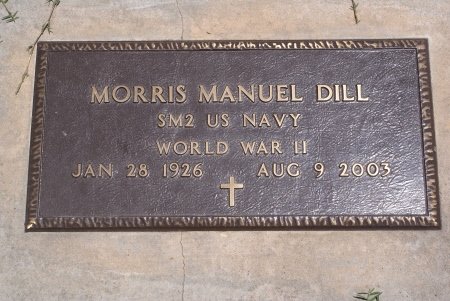 MORRIS MANUEL DILL
SM2 US NAVY
WORLD WAR II
JAN 28 1926 AUG 9 2003